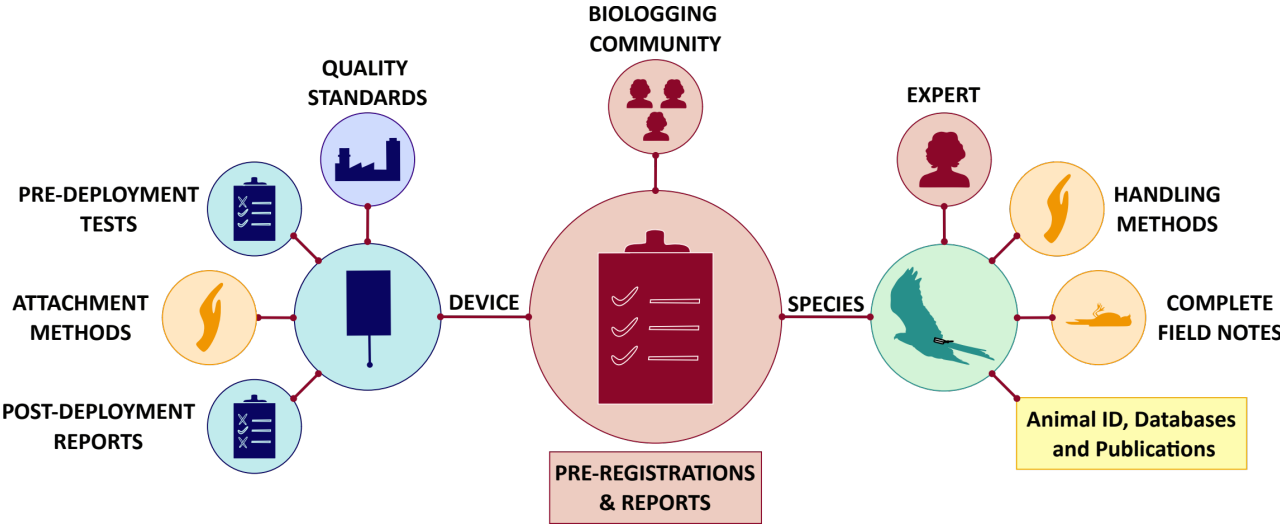 BIOLOGGING
COMMUNITY
QUALITY
STANDARDS
EXPERT
PRE-DEPLOYMENT
TESTS
HANDLING
METHODS
ATTACHMENT
METHODS
DEVICE
SPECIES
COMPLETE
FIELD NOTES
POST-DEPLOYMENT
REPORTS
Animal ID, Databases
and Publications
PRE-REGISTRATIONS
& REPORTS